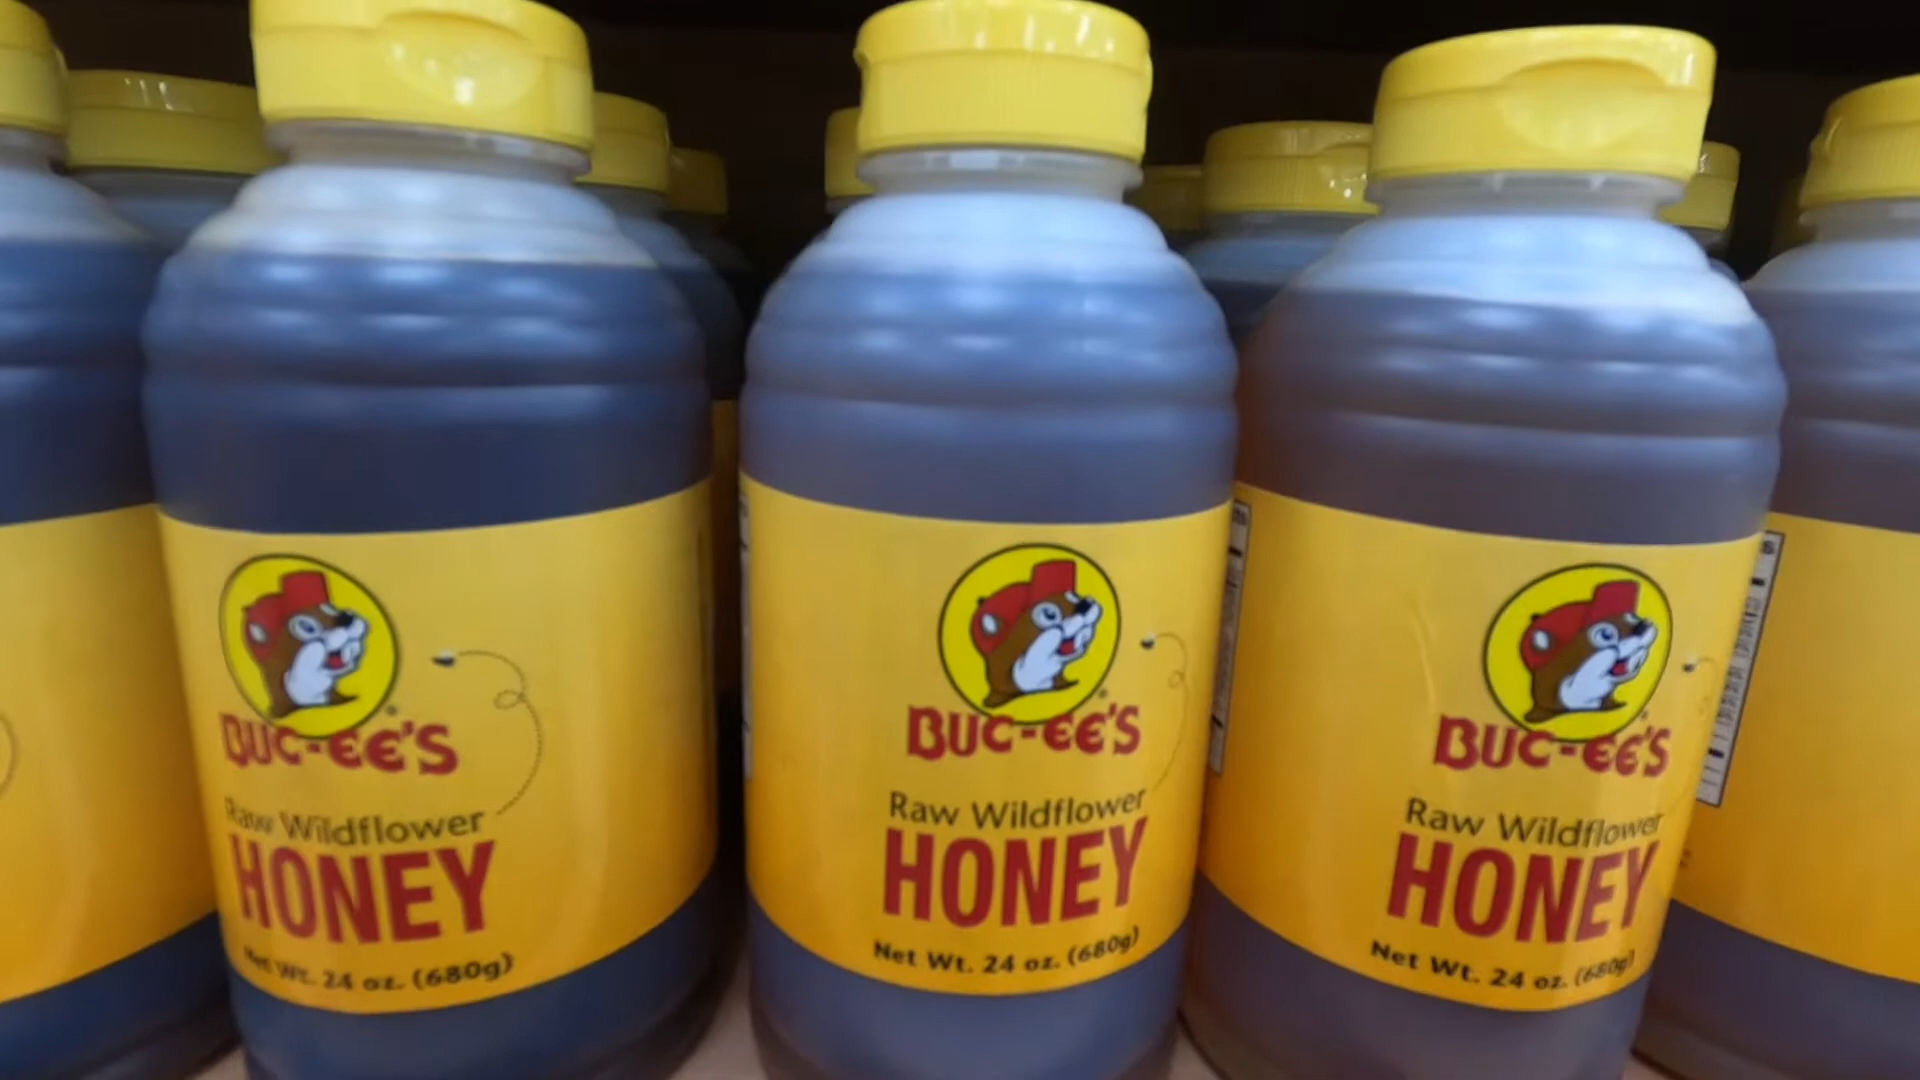 BUC-EE'S
Raw Wildflower
HONEY
Net Wt. 24 oz. (680g)
BUC-EE'S
Raw Wildflower
HONEY
Net Wt. 24 oz. (680g)
BUC-EE'S
Raw Wildflower
HONEY
Net Wt. 24 oz. (680g)